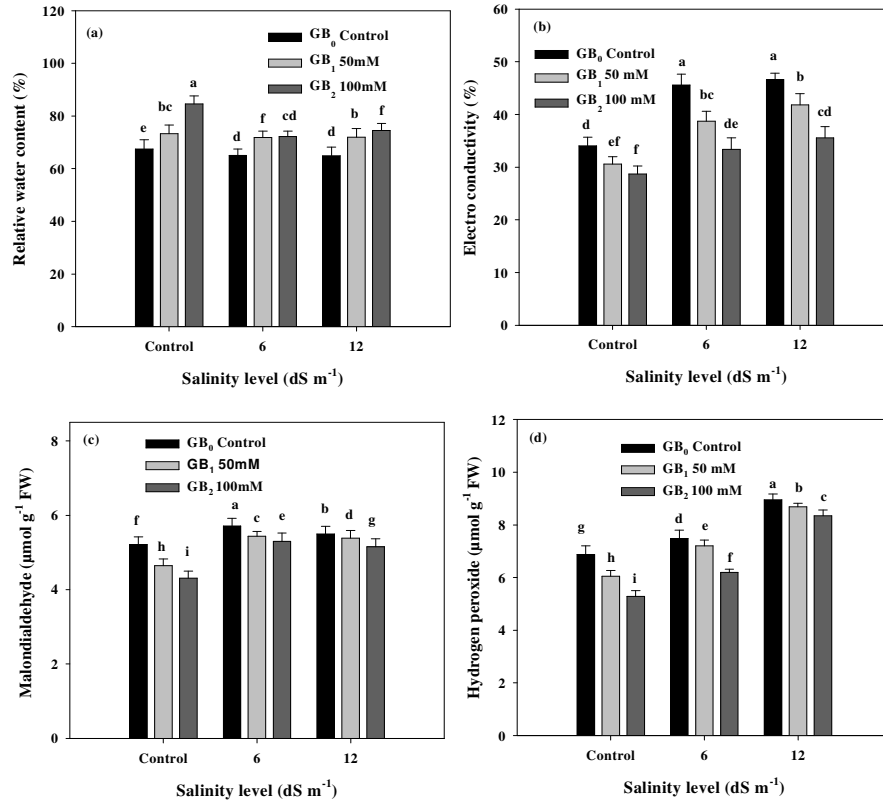 (a)
GB₀ Control
GB₁ 50mM
GB₂ 100mM
120
100
80
60
40
20
0
Relative water content (%)
e
bc
a
d
f
cd
d
b
f
Control
6
12
Salinity level (dS m⁻¹)
(b)
GB₀ Control
GB₁ 50 mM
GB₂ 100 mM
60
50
40
30
20
10
0
Electro conductivity (%)
d
ef
f
a
bc
de
a
b
cd
Control
6
12
Salinity level (dS m⁻¹)
(c)
GB₀ Control
GB₁ 50mM
GB₂ 100mM
8
6
4
2
0
Malondialdehyde (µmol g⁻¹ FW)
f
h
i
a
c
e
b
d
g
Control
6
12
Salinity level (dS m⁻¹)
(d)
GB₀ Control
GB₁ 50 mM
GB₂ 100 mM
12
10
8
6
4
2
0
Hydrogen peroxide (µmol g⁻¹ FW)
g
h
i
d
e
f
a
b
c
Control
6
12
Salinity level (dS m⁻¹)